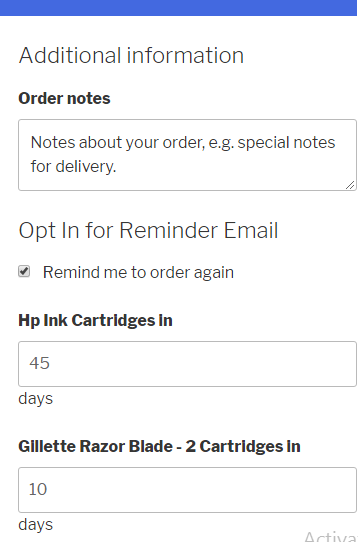 Additional information
Order notes
Notes about your order, e.g. special notes
for delivery.
Opt In for Reminder Email
Remind me to order again
Hp Ink Cartridges in
45
days
Gillette Razor Blade - 2 Cartridges in
10
days
Activa